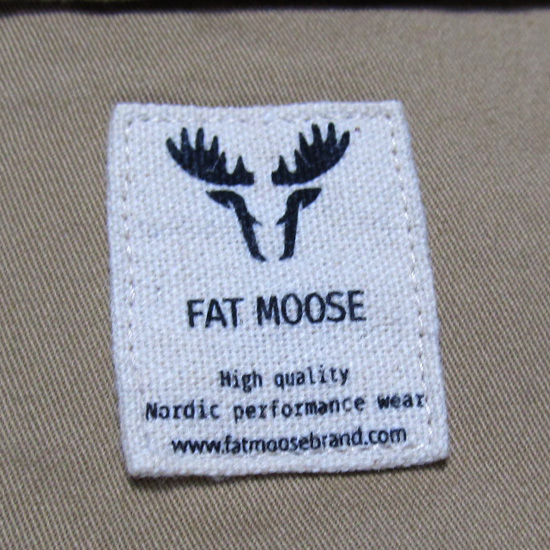 FAT MOOSE
High quality
Nordic performance wear
www.fatmoosebrand.com